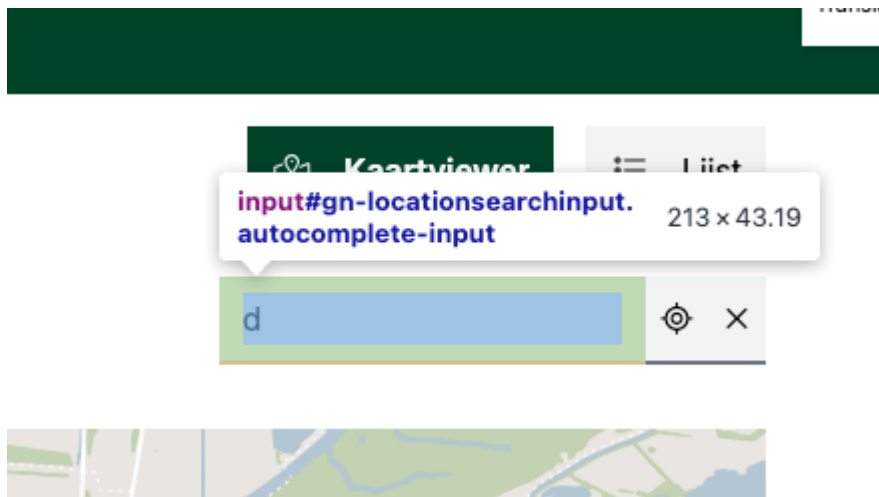 Kaartviewer
Lijst
input#gn-locationsearchinput.
autocomplete-input
213 × 43.19
d